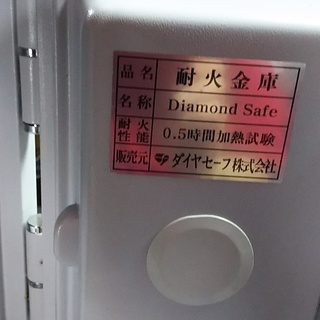 品名 耐火金庫
名称 Diamond Safe
耐火性能 0.5時間加熱試験
販売元 ダイヤセーフ株式会社